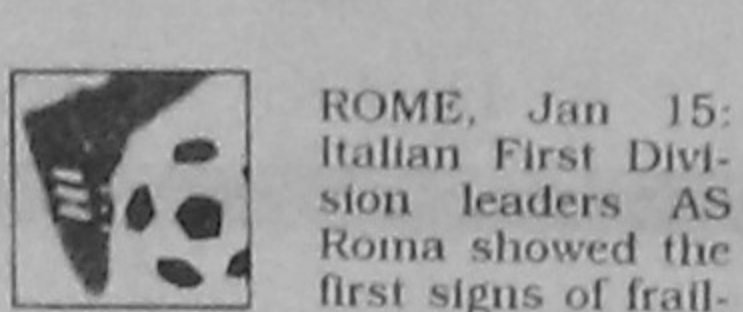 ROME, Jan 15:
Italian First Divi-
sion leaders AS
Roma showed the
first signs of frail-